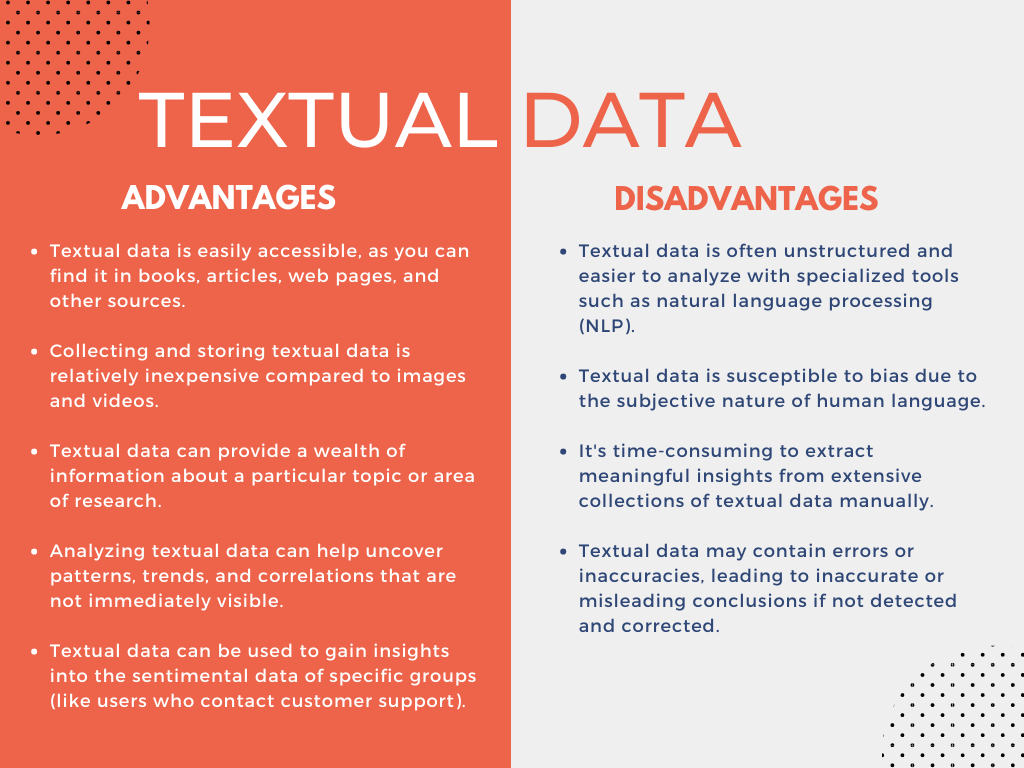 TEXTUAL DATA
ADVANTAGES
• Textual data is easily accessible, as you can
find it in books, articles, web pages, and
other sources.
• Collecting and storing textual data is
relatively inexpensive compared to images
and videos.
• Textual data can provide a wealth of
information about a particular topic or area
of research.
• Analyzing textual data can help uncover
patterns, trends, and correlations that are
not immediately visible.
• Textual data can be used to gain insights
into the sentimental data of specific groups
(like users who contact customer support).
DISADVANTAGES
• Textual data is often unstructured and
easier to analyze with specialized tools
such as natural language processing
(NLP).
• Textual data is susceptible to bias due to
the subjective nature of human language.
• It's time-consuming to extract
meaningful insights from extensive
collections of textual data manually.
• Textual data may contain errors or
inaccuracies, leading to inaccurate or
misleading conclusions if not detected
and corrected.